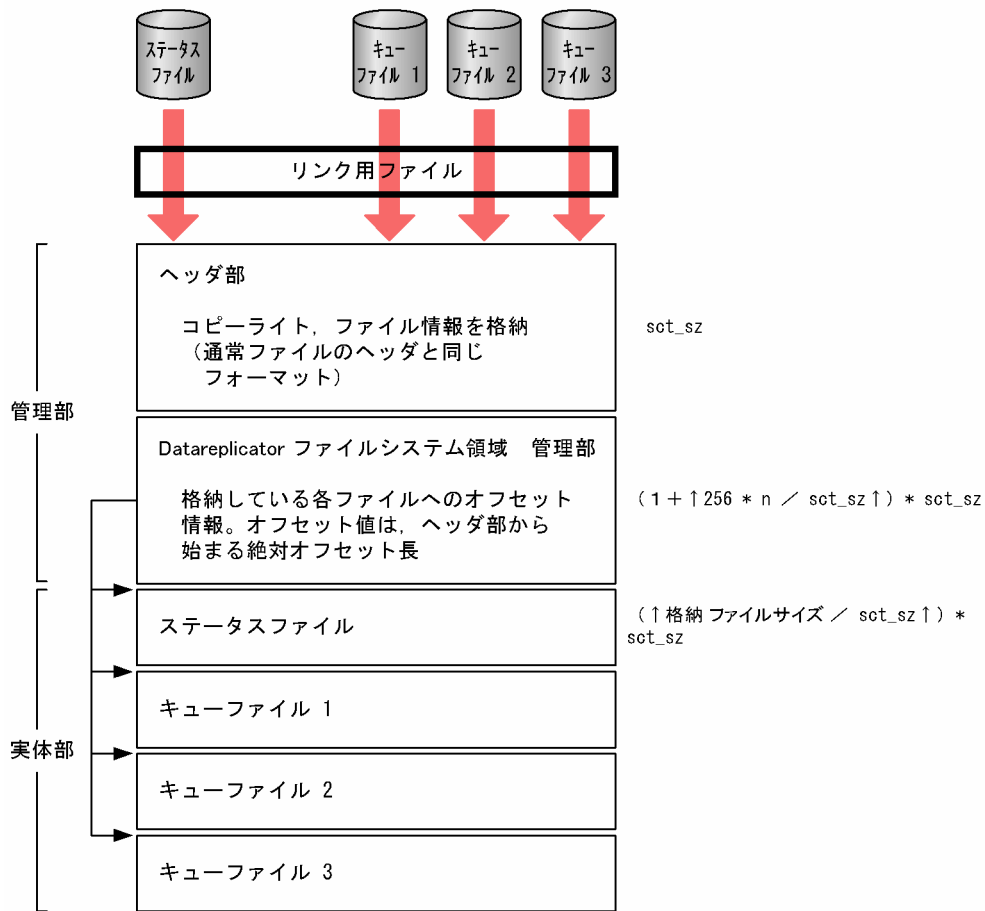 ステータス
ファイル
キュー
ファイル 1
キュー
ファイル 2
キュー
ファイル 3
リンク用ファイル
ヘッダ部
コピーライト，ファイル情報を格納
（通常ファイルのヘッダと同じ
フォーマット）
sct_sz
管理部
Datareplicator ファイルシステム領域　管理部
格納している各ファイルへのオフセット
情報。オフセット値は，ヘッダ部から
始まる絶対オフセット長
（１＋↑256 * n ／ sct_sz↑）* sct_sz
ステータスファイル
（↑格納 ファイルサイズ ／ sct_sz↑）*
sct_sz
キューファイル 1
実体部
キューファイル 2
キューファイル 3